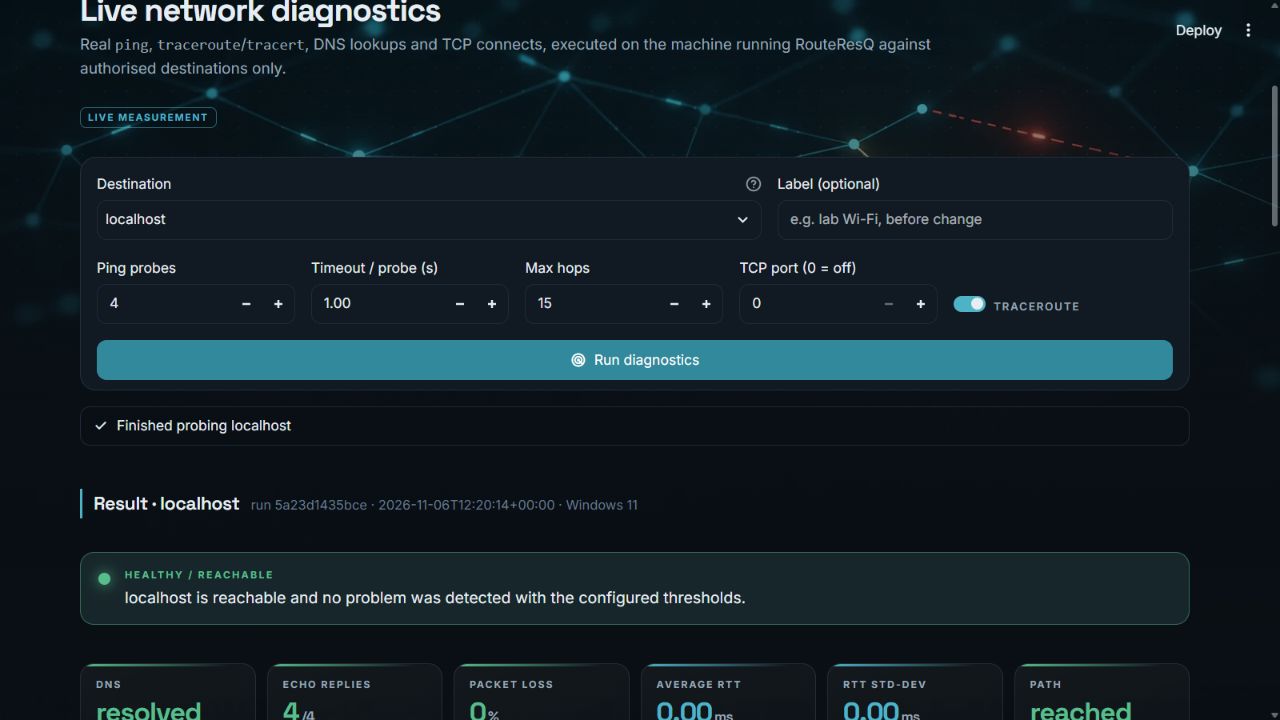 Live network diagnostics
Deploy
Real ping, traceroute/tracert, DNS lookups and TCP connects, executed on the machine running RouteResQ against
authorised destinations only.
LIVE MEASUREMENT
Destination
Label (optional)
localhost
e.g. lab Wi-Fi, before change
Ping probes
Timeout / probe (s)
Max hops
TCP port (0 = off)
4
1.00
15
0
TRACEROUTE
Run diagnostics
Finished probing localhost
Result · localhost run 5a23d1435bce · 2026-11-06T12:20:14+00:00 · Windows 11
HEALTHY / REACHABLE
localhost is reachable and no problem was detected with the configured thresholds.
DNS
ECHO REPLIES
PACKET LOSS
AVERAGE RTT
RTT STD-DEV
PATH
resolved
4/4
0%
0.00ms
0.00ms
reached